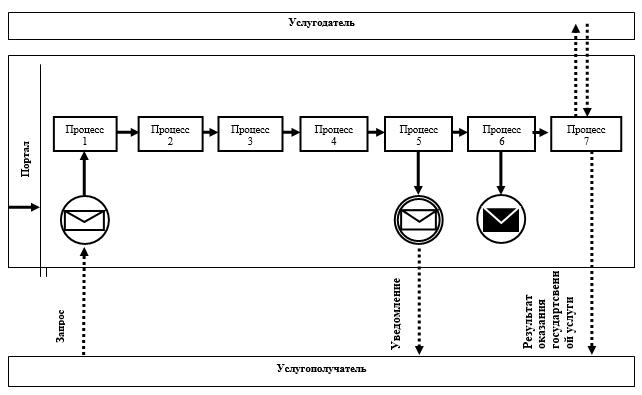 Услугодатель
Портал
Процесс
1
Процесс
2
Процесс
3
Процесс
4
Процесс
5
Процесс
6
Процесс
7
Запрос
Уведомление
Результат
оказания
государтсвенн
ой услуги
Услугополучатель